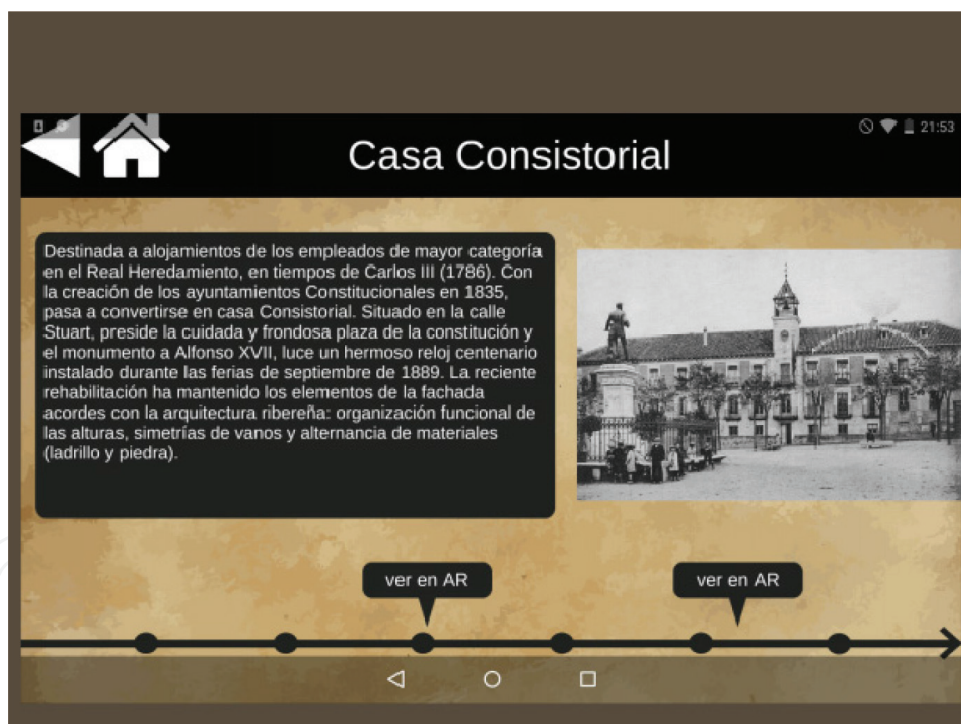 21:53
Casa Consistorial
Destinada a alojamientos de los empleados de mayor categoría
en el Real Heredamiento, en tiempos de Carlos III (1786). Con
la creación de los ayuntamientos Constitucionales en 1835,
pasa a convertirse en casa Consistorial. Situado en la calle
Stuart, preside la cuidada y frondosa plaza de la constitución y
el monumento a Alfonso XVII, luce un hermoso reloj centenario
instalado durante las ferias de septiembre de 1889. La reciente
rehabilitación ha mantenido los elementos de la fachada
acordes con la arquitectura ribereña: organización funcional de
las alturas, simetrías de vanos y alternancia de materiales
(ladrillo y piedra).
ver en AR
ver en AR